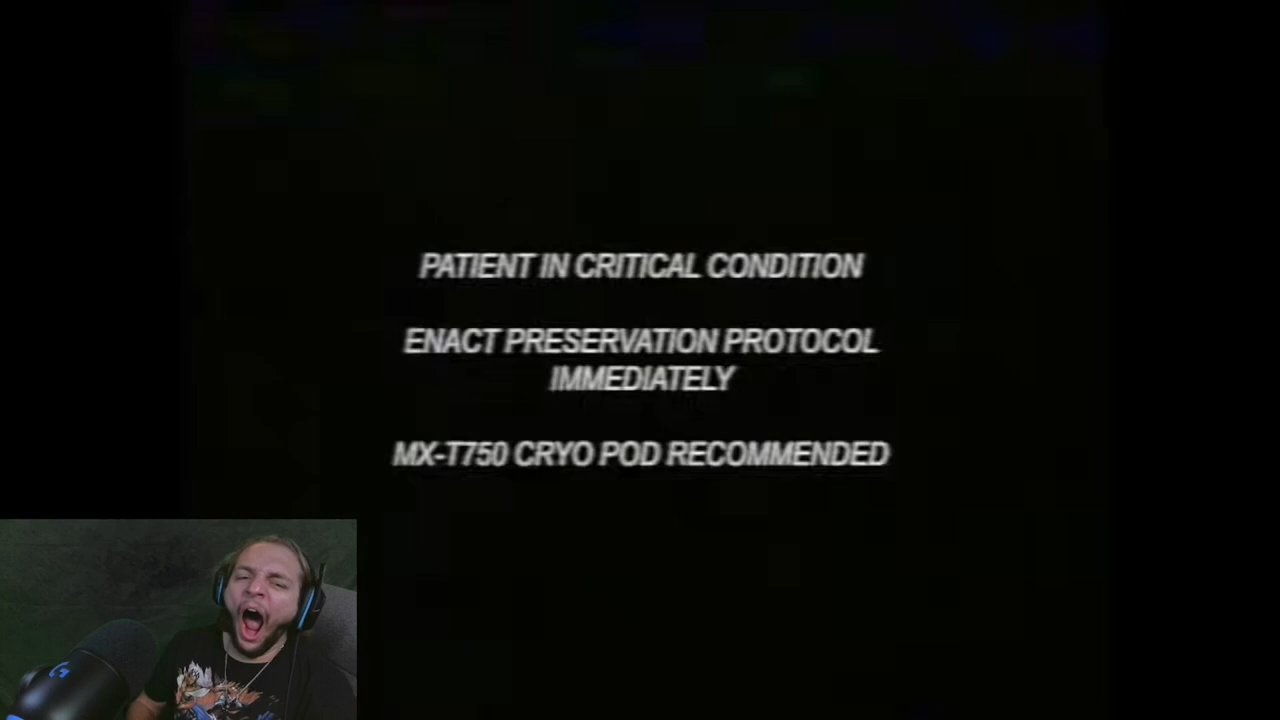 PATIENT IN CRITICAL CONDITION
ENACT PRESERVATION PROTOCOL
IMMEDIATELY
MX-T750 CRYO POD RECOMMENDED